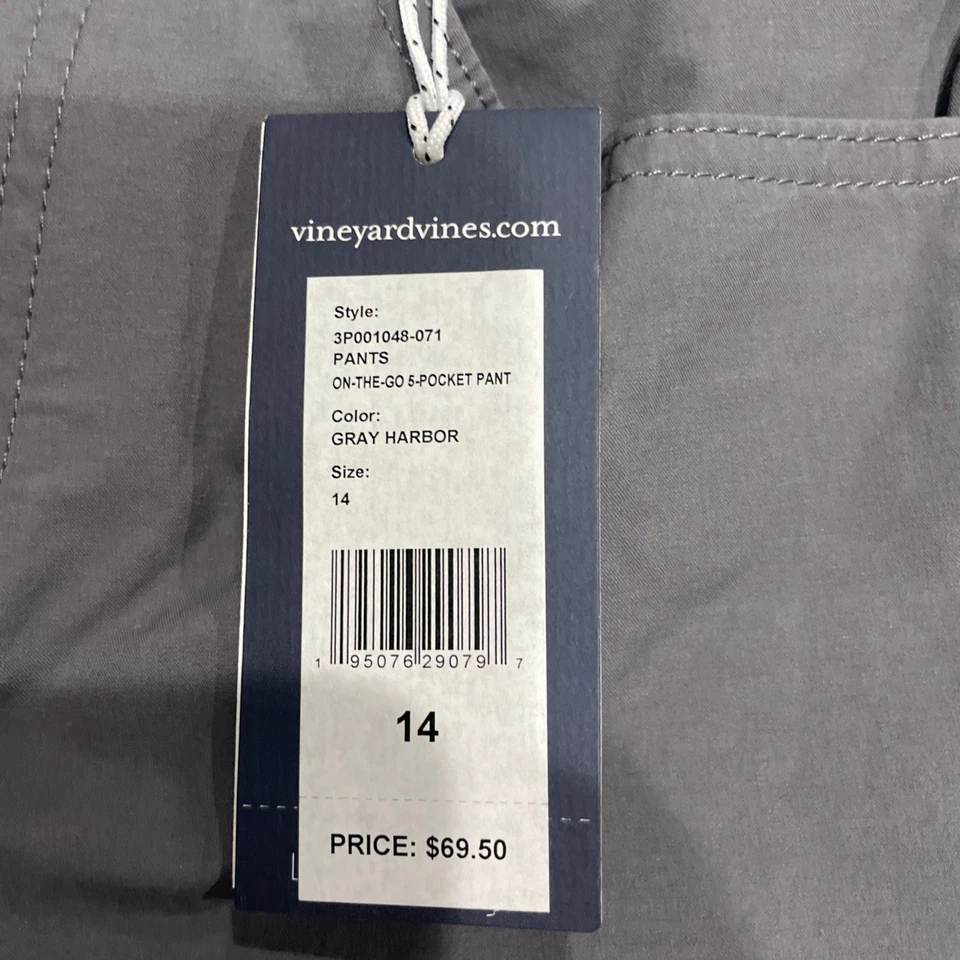 vineyardvines.com
Style:
3P001048-071
PANTS
ON-THE-GO 5-POCKET PANT
Color:
GRAY HARBOR
Size:
14
1 95076 29079 7
14
PRICE: $69.50